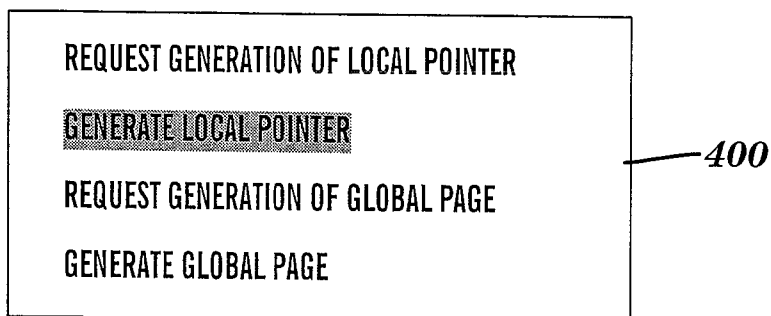 REQUEST GENERATION OF LOCAL POINTER
GENERATE LOCAL POINTER
400
REQUEST GENERATION OF GLOBAL PAGE
GENERATE GLOBAL PAGE